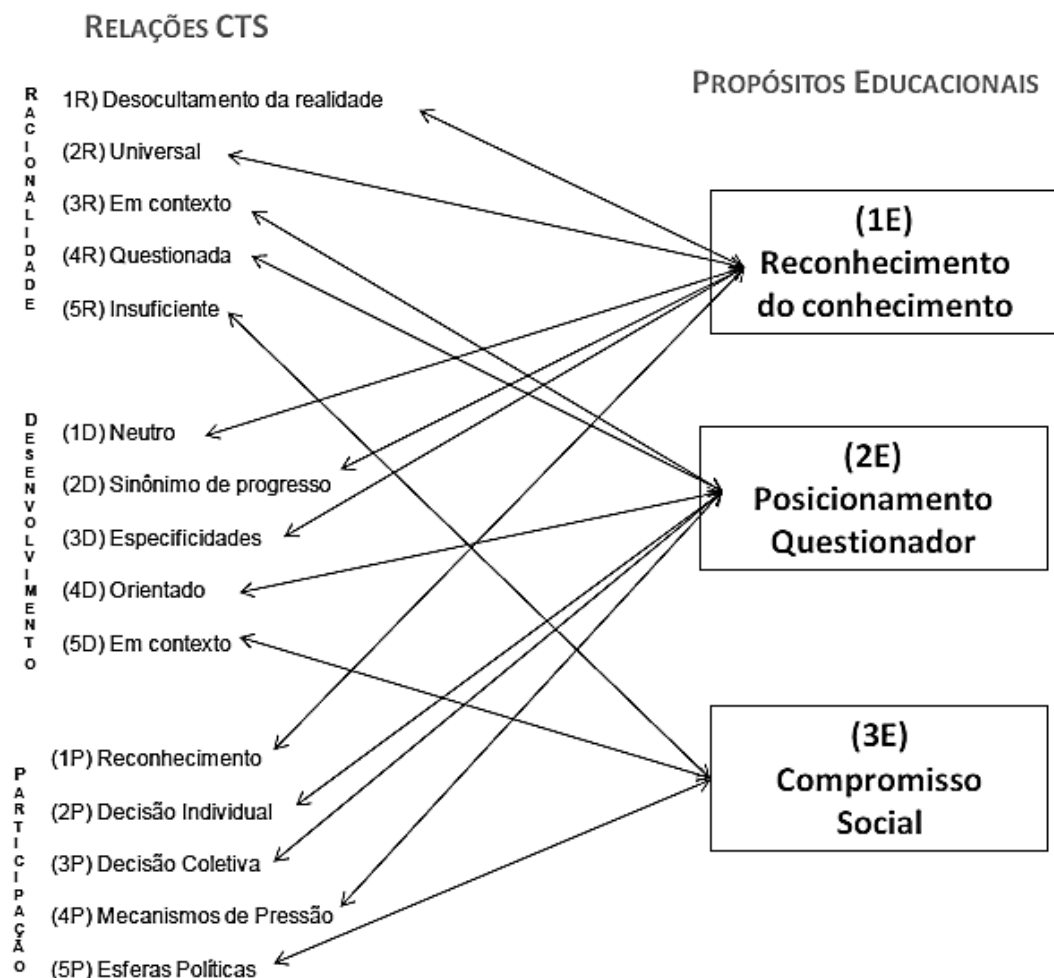 RELAÇÕES CTS
PROPÓSITOS EDUCACIONAIS
RACIONALIDADE
1R) Desocultamento da realidade
(2R) Universal
(3R) Em contexto
(4R) Questionada
(5R) Insuficiente
DESENVOLVIMENTO
(1D) Neutro
(2D) Sinônimo de progresso
(3D) Especificidades
(4D) Orientado
(5D) Em contexto
PARTICIPAÇÃO
(1P) Reconhecimento
(2P) Decisão Individual
(3P) Decisão Coletiva
(4P) Mecanismos de Pressão
(5P) Esferas Políticas
(1E)
Reconhecimento
do conhecimento
(2E)
Posicionamento
Questionador
(3E)
Compromisso
Social